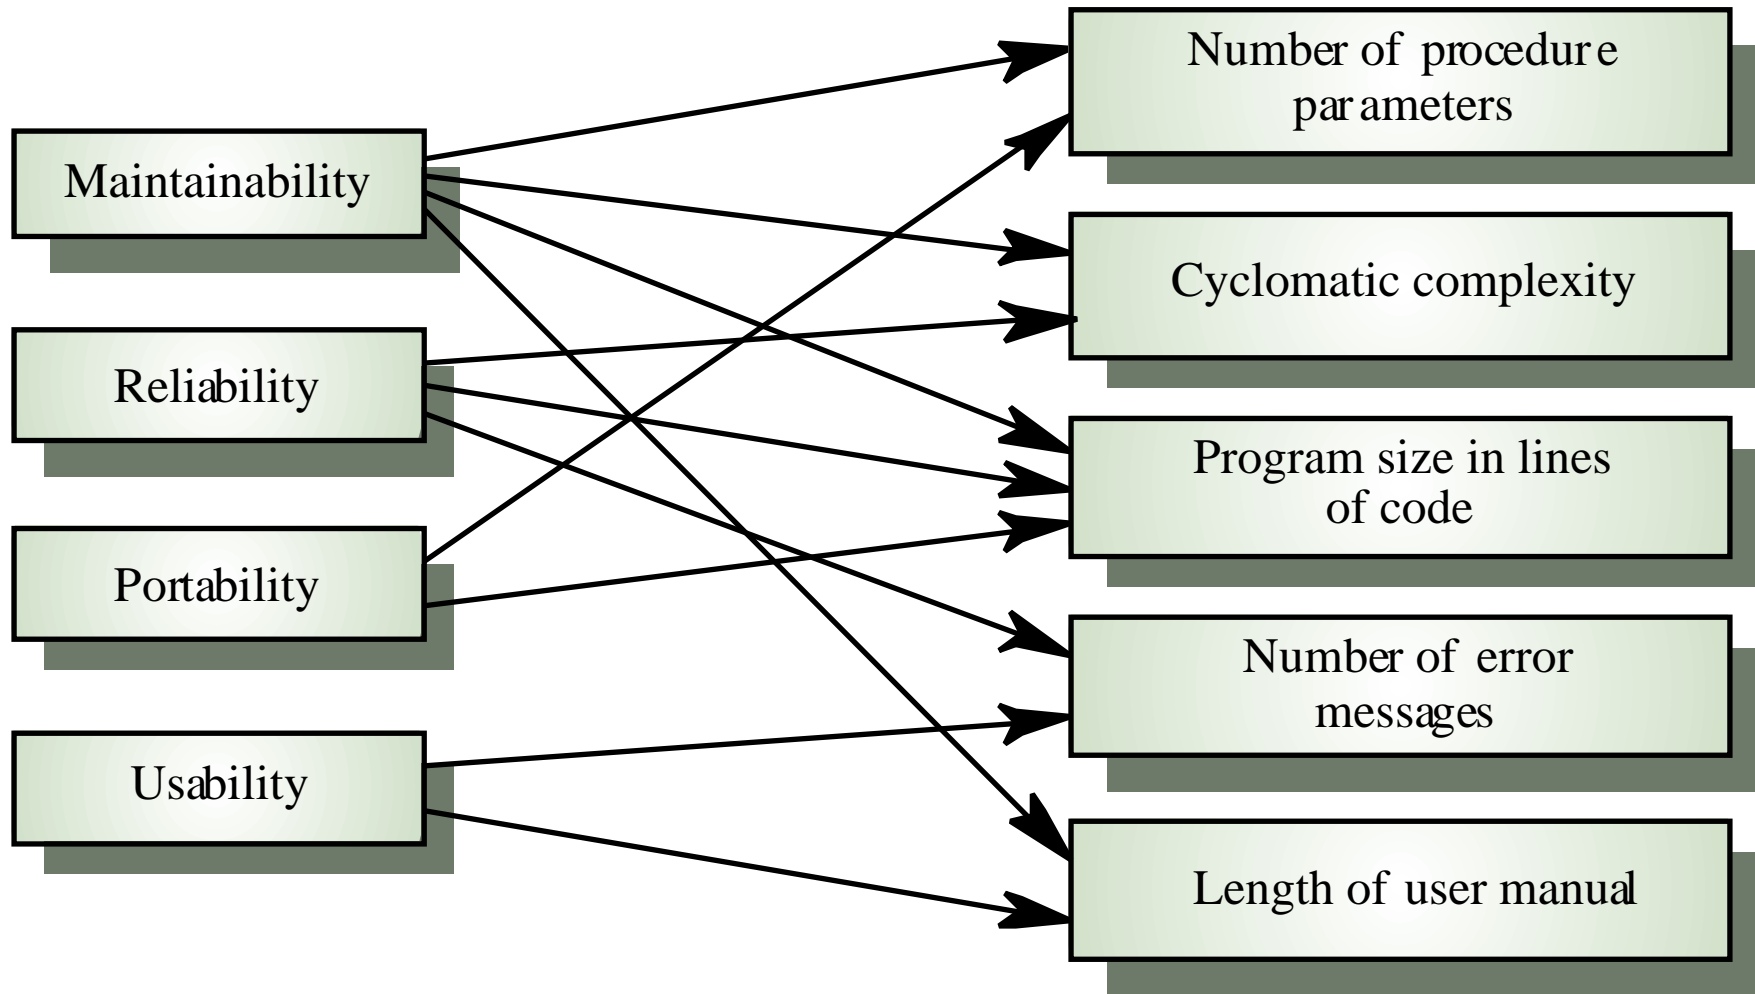 Maintainability
Reliability
Portability
Usability
Number of procedure
parameters
Cyclomatic complexity
Program size in lines
of code
Number of error
messages
Length of user manual